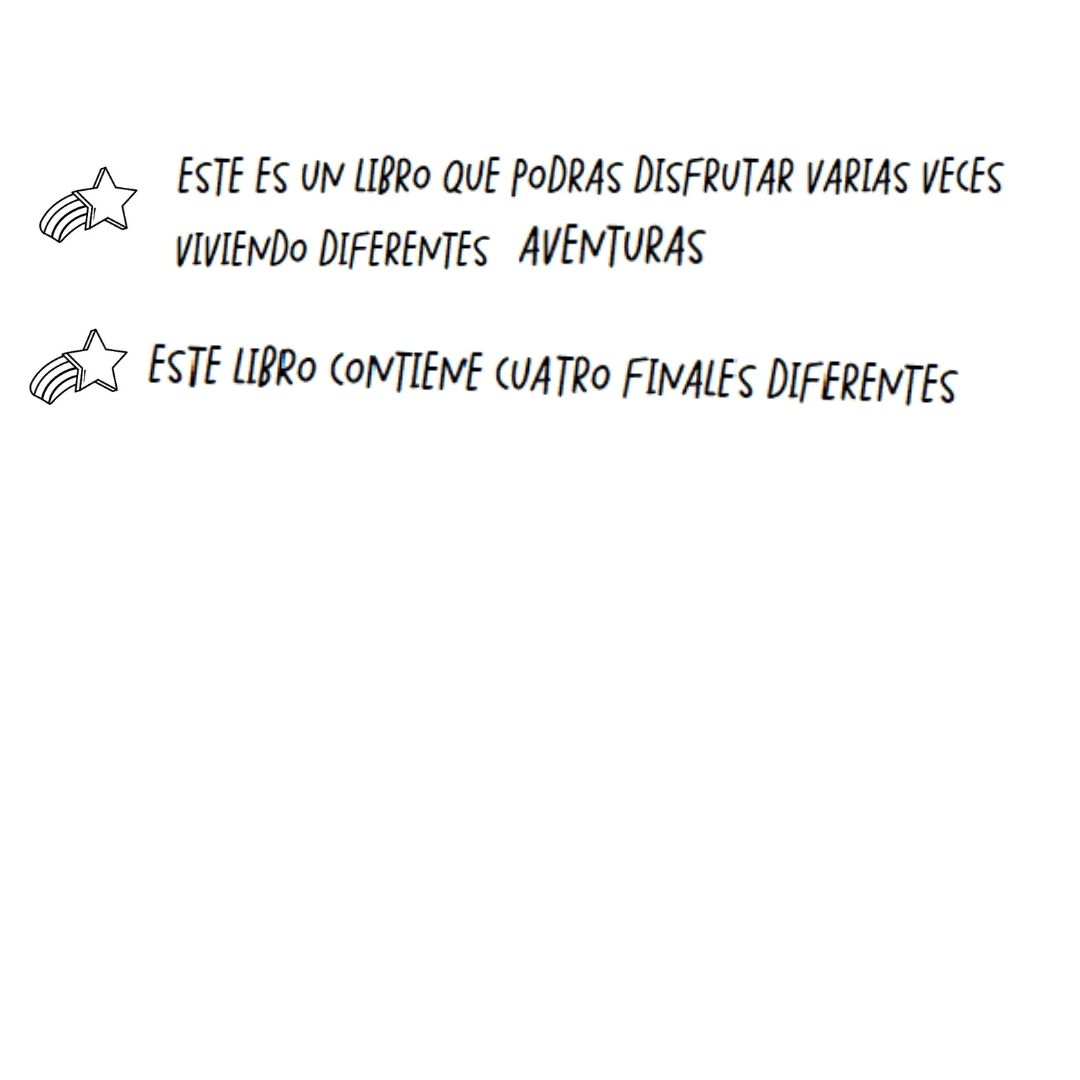 ESTE ES UN LIBRO QUE PODRAS DISFRUTAR VARIAS VECES
VIVIENDO DIFERENTES AVENTURAS
ESTE LIBRO CONTIENE CUATRO FINALES DIFERENTES